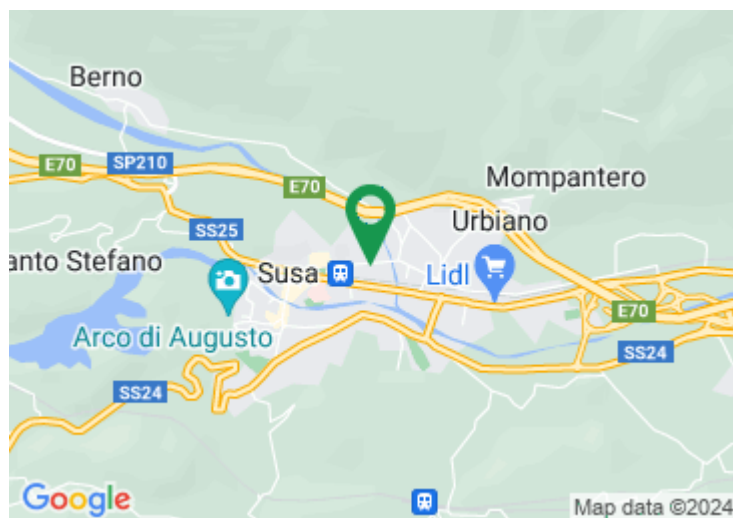 Berno
E70
SP210
E70
Mompantero
Urbiano
SS25
anto Stefano
Susa
Lidl
Arco di Augusto
E70
SS24
SS24
Google
Map data ©2024